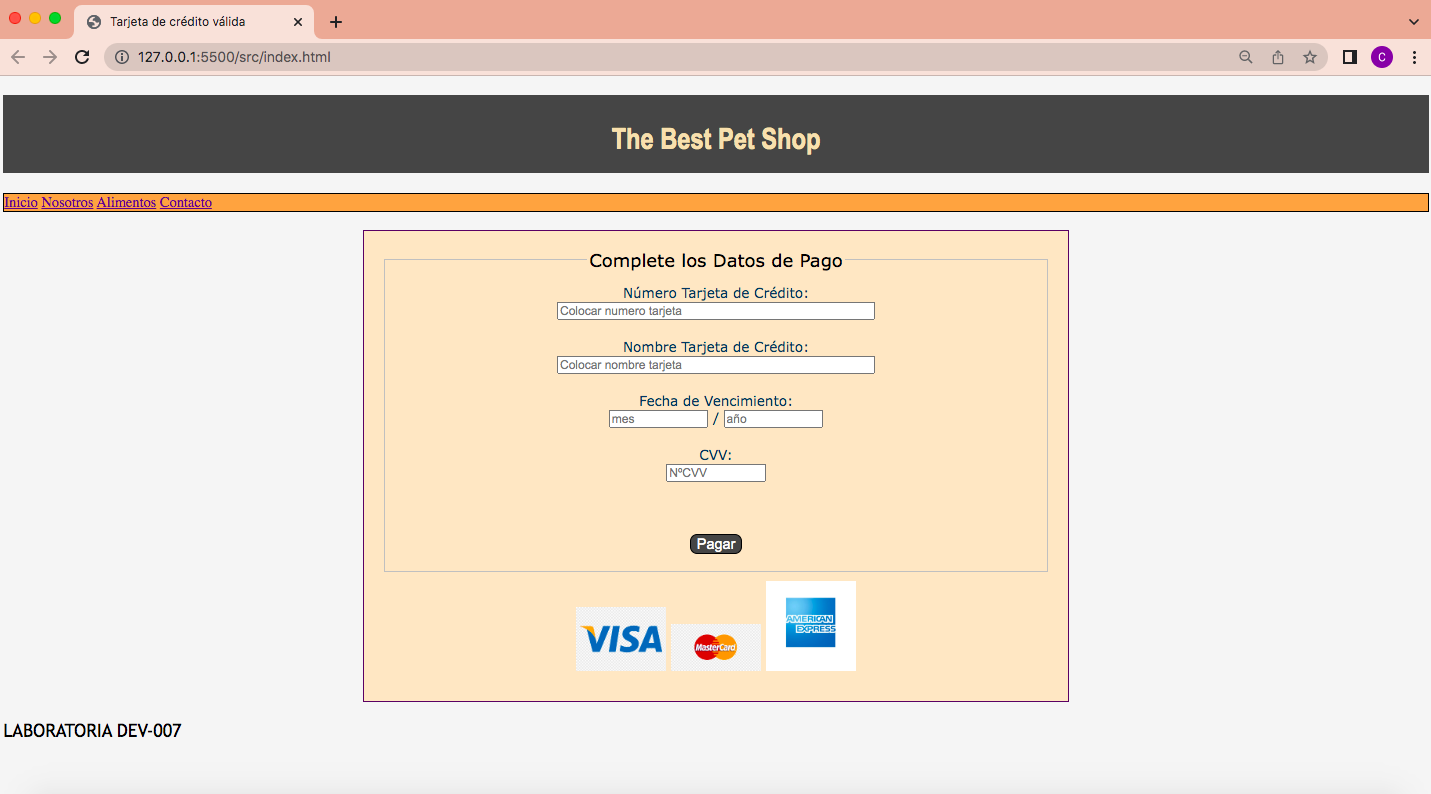 Tarjeta de crédito válida
127.0.0.1:5500/src/index.html
C
The Best Pet Shop
Inicio Nosotros Alimentos Contacto
Complete los Datos de Pago
Número Tarjeta de Crédito:
Colocar numero tarjeta
Nombre Tarjeta de Crédito:
Colocar nombre tarjeta
Fecha de Vencimiento:
mes / año
CVV:
NºCVV
Pagar
VISA
MasterCard
AMERICAN
EXPRESS
LABORATORIA DEV-007